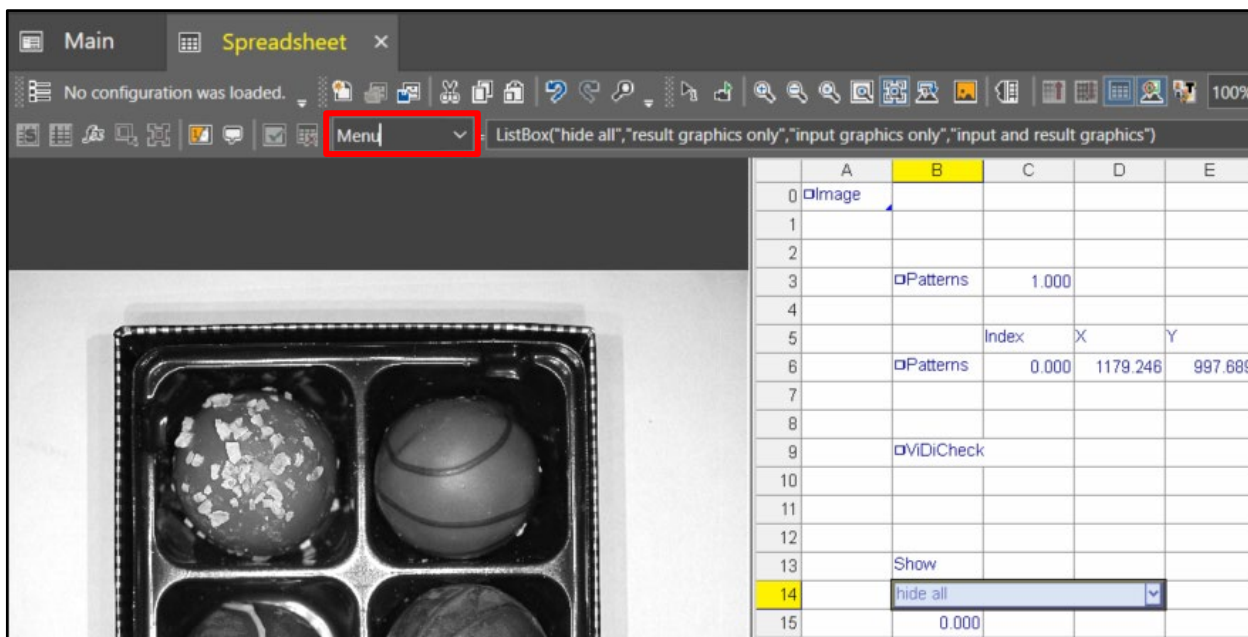 Main Spreadsheet ×
No configuration was loaded. 100%
Menu = ListBox("hide all","result graphics only","input graphics only","input and result graphics")
A B C D E
0 Image
1
2
3 Patterns 1.000
4
5 Index X Y
6 Patterns 0.000 1179.246 997.689
7
8
9 ViDiCheck
10
11
12
13 Show
14 hide all
15 0.000